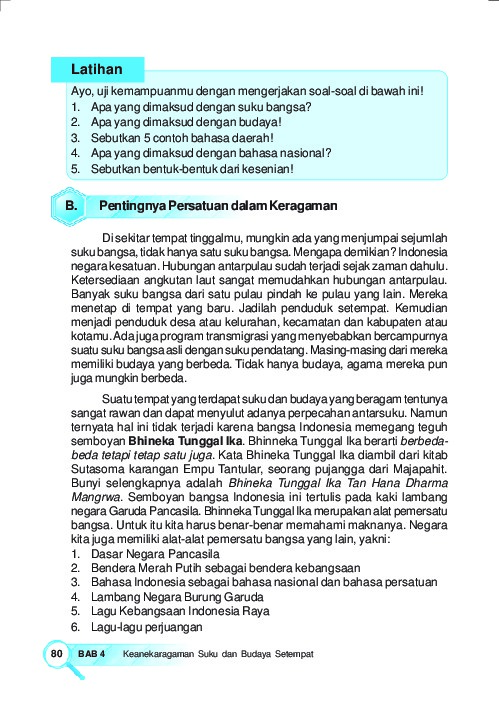 Latihan
Ayo, uji kemampuanmu dengan mengerjakan soal-soal di bawah ini!
1. Apa yang dimaksud dengan suku bangsa?
2. Apa yang dimaksud dengan budaya!
3. Sebutkan 5 contoh bahasa daerah!
4. Apa yang dimaksud dengan bahasa nasional?
5. Sebutkan bentuk-bentuk dari kesenian!
B. Pentingnya Persatuan dalam Keragaman
Di sekitar tempat tinggalmu, mungkin ada yang menjumpai sejumlah
suku bangsa, tidak hanya satu suku bangsa. Mengapa demikian? Indonesia
negara kesatuan. Hubungan antarpulau sudah terjadi sejak zaman dahulu.
Ketersediaan angkutan laut sangat memudahkan hubungan antarpulau.
Banyak suku bangsa dari satu pulau pindah ke pulau yang lain. Mereka
menetap di tempat yang baru. Jadilah penduduk setempat. Kemudian
menjadi penduduk desa atau kelurahan, kecamatan dan kabupaten atau
kotamu. Ada juga program transmigrasi yang menyebabkan bercampurnya
suatu suku bangsa asli dengan suku pendatang. Masing-masing dari mereka
memiliki budaya yang berbeda. Tidak hanya budaya, agama mereka pun
juga mungkin berbeda.
Suatu tempat yang terdapat suku dan budaya yang beragam tentunya
sangat rawan dan dapat menyulut adanya perpecahan antarsuku. Namun
ternyata hal ini tidak terjadi karena bangsa Indonesia memegang teguh
semboyan Bhineka Tunggal Ika. Bhinneka Tunggal Ika berarti berbeda-
beda tetapi tetap satu juga. Kata Bhineka Tunggal Ika diambil dari kitab
Sutasoma karangan Empu Tantular, seorang pujangga dari Majapahit.
Bunyi selengkapnya adalah Bhineka Tunggal Ika Tan Hana Dharma
Mangrwa. Semboyan bangsa Indonesia ini tertulis pada kaki lambang
negara Garuda Pancasila. Bhinneka Tunggal Ika merupakan alat pemersatu
bangsa. Untuk itu kita harus benar-benar memahami maknanya. Negara
kita juga memiliki alat-alat pemersatu bangsa yang lain, yakni:
1. Dasar Negara Pancasila
2. Bendera Merah Putih sebagai bendera kebangsaan
3. Bahasa Indonesia sebagai bahasa nasional dan bahasa persatuan
4. Lambang Negara Burung Garuda
5. Lagu Kebangsaan Indonesia Raya
6. Lagu-lagu perjuangan
80 BAB 4 Keanekaragaman Suku dan Budaya Setempat